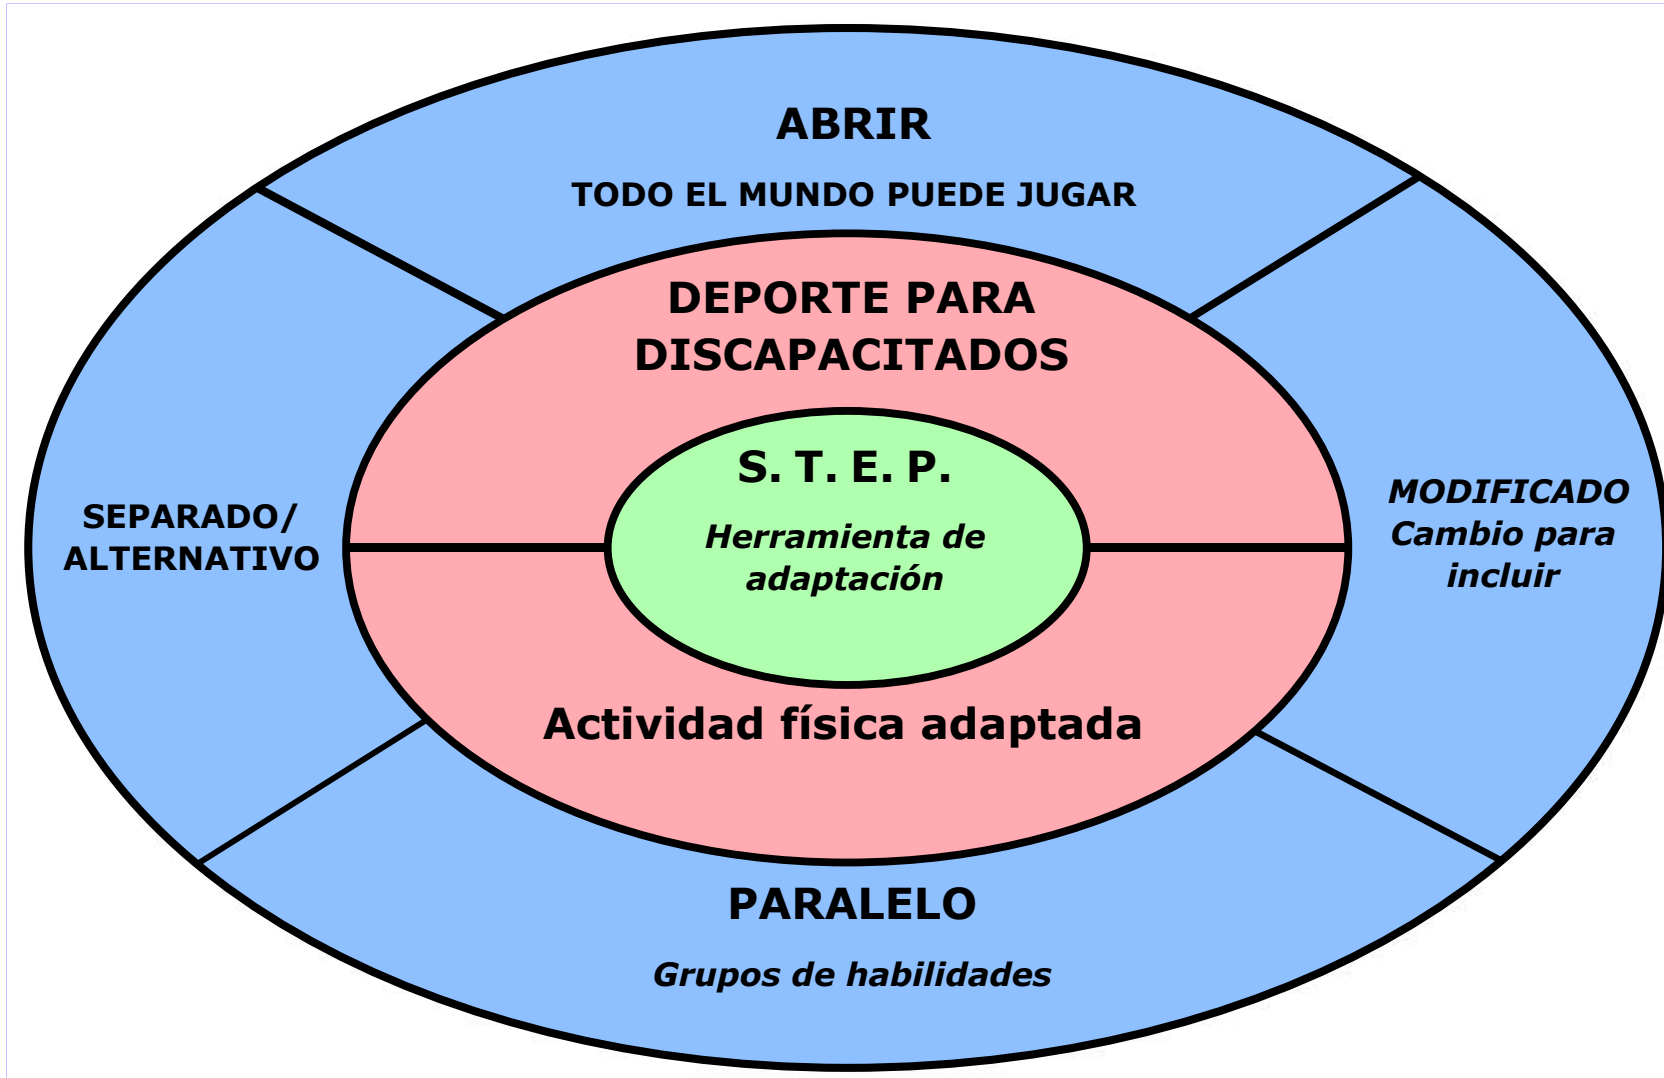 ABRIR
TODO EL MUNDO PUEDE JUGAR
DEPORTE PARA
DISCAPACITADOS
S. T. E. P.
Herramienta de
adaptación
SEPARADO/
ALTERNATIVO
MODIFICADO
Cambio para
incluir
Actividad física adaptada
PARALELO
Grupos de habilidades